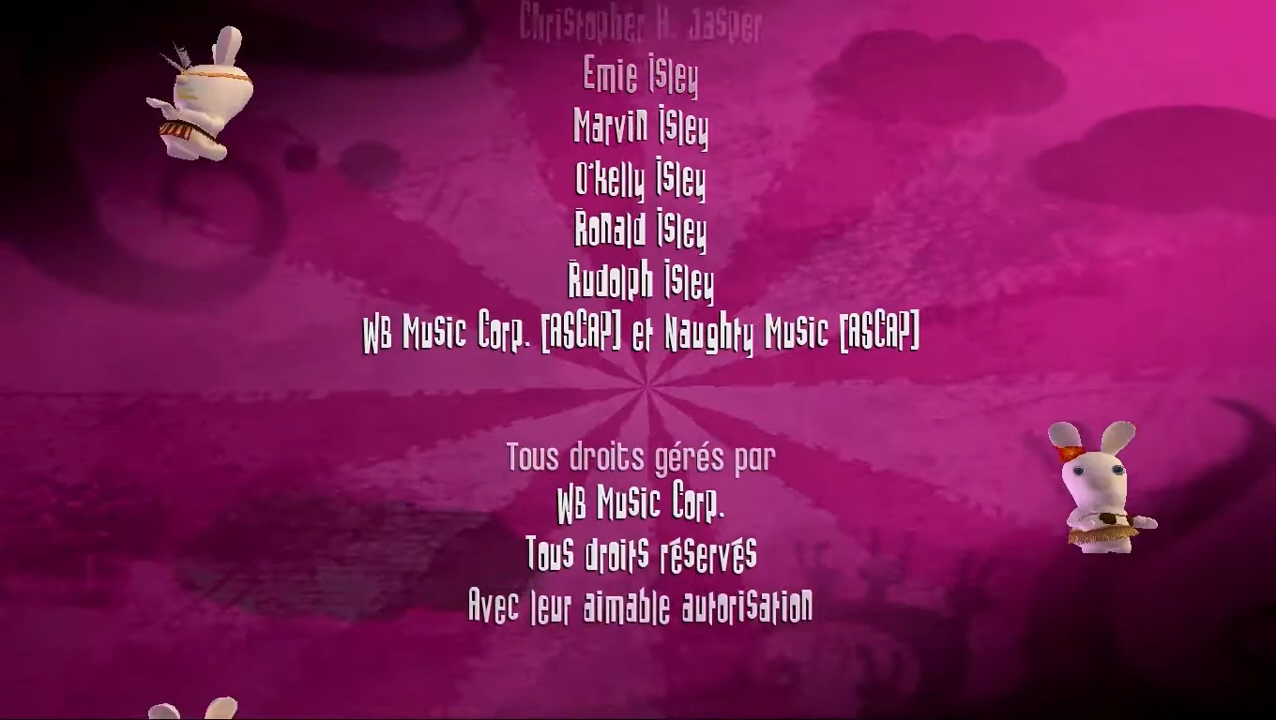 Christopher H. Jasper
Ernie Isley
Marvin Isley
O'kelly Isley
Ronald Isley
Rudolph Isley
WB Music Corp. [ASCAP] et Naughty Music [ASCAP]
Tous droits gérés par
WB Music Corp.
Tous droits réservés
Avec leur aimable autorisation